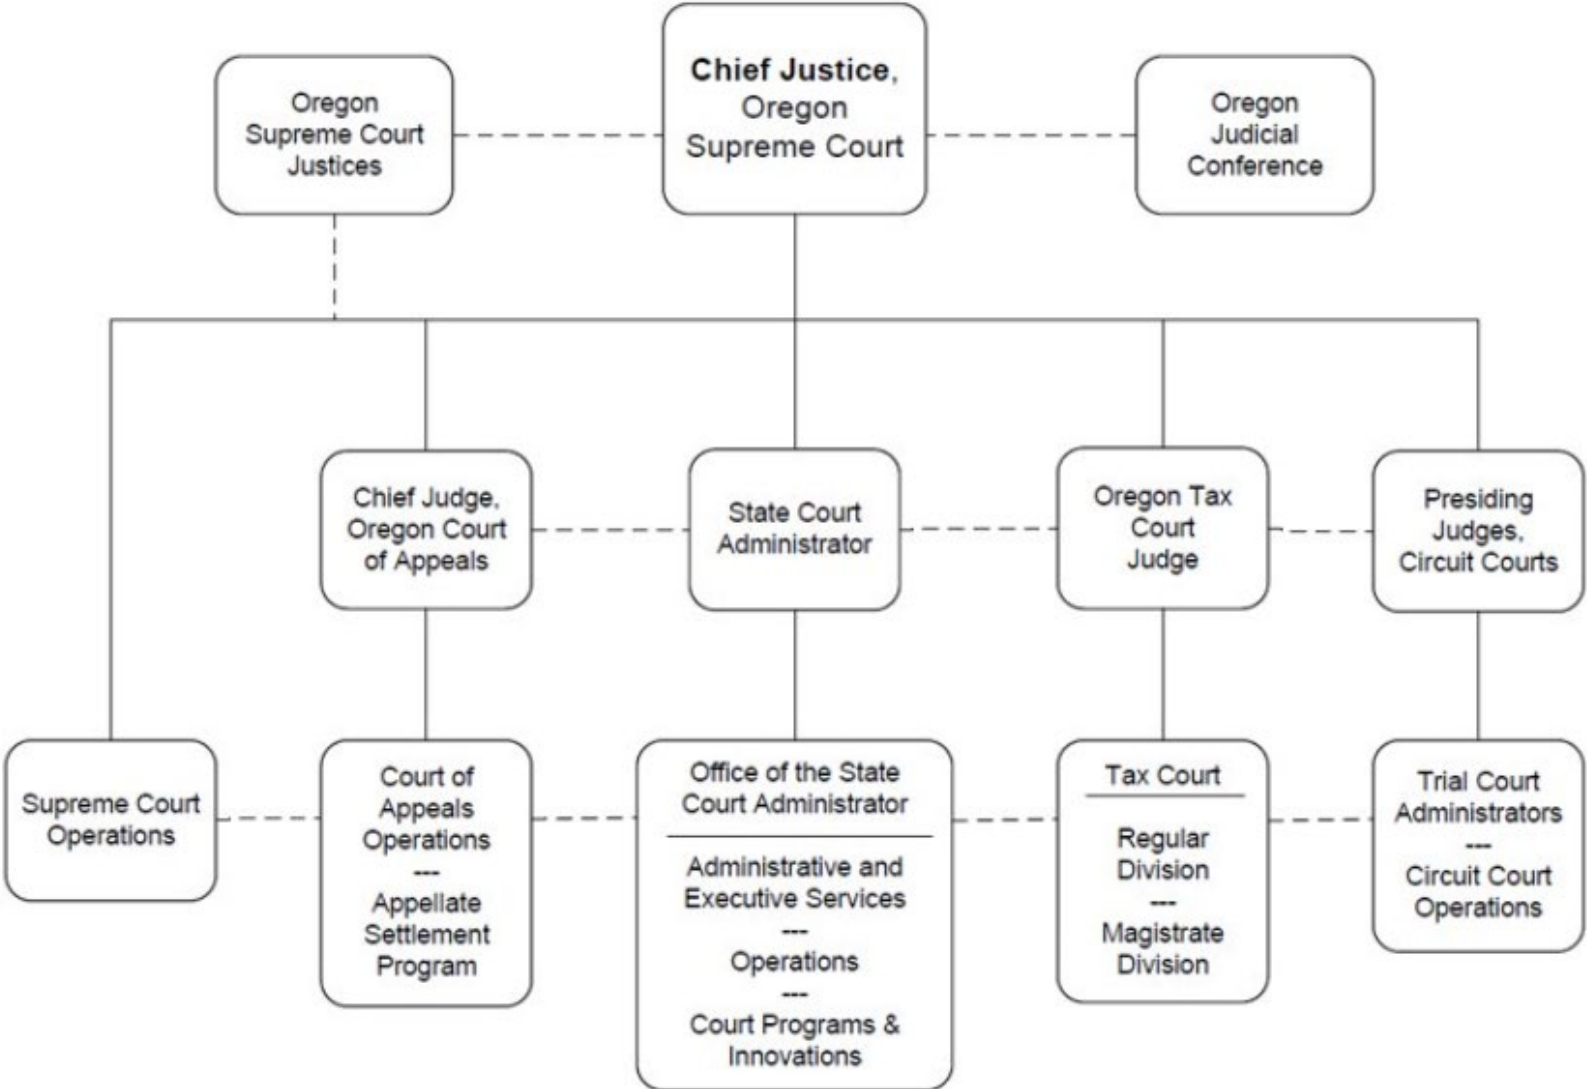 Chief Justice,
Oregon
Supreme Court
Oregon
Supreme Court
Justices
Oregon
Judicial
Conference
Chief Judge,
Oregon Court
of Appeals
State Court
Administrator
Oregon Tax
Court
Judge
Presiding
Judges,
Circuit Courts
Supreme Court
Operations
Court of
Appeals
Operations
---
Appellate
Settlement
Program
Office of the State
Court Administrator
Administrative and
Executive Services
---
Operations
---
Court Programs &
Innovations
Tax Court
Regular
Division
---
Magistrate
Division
Trial Court
Administrators
---
Circuit Court
Operations